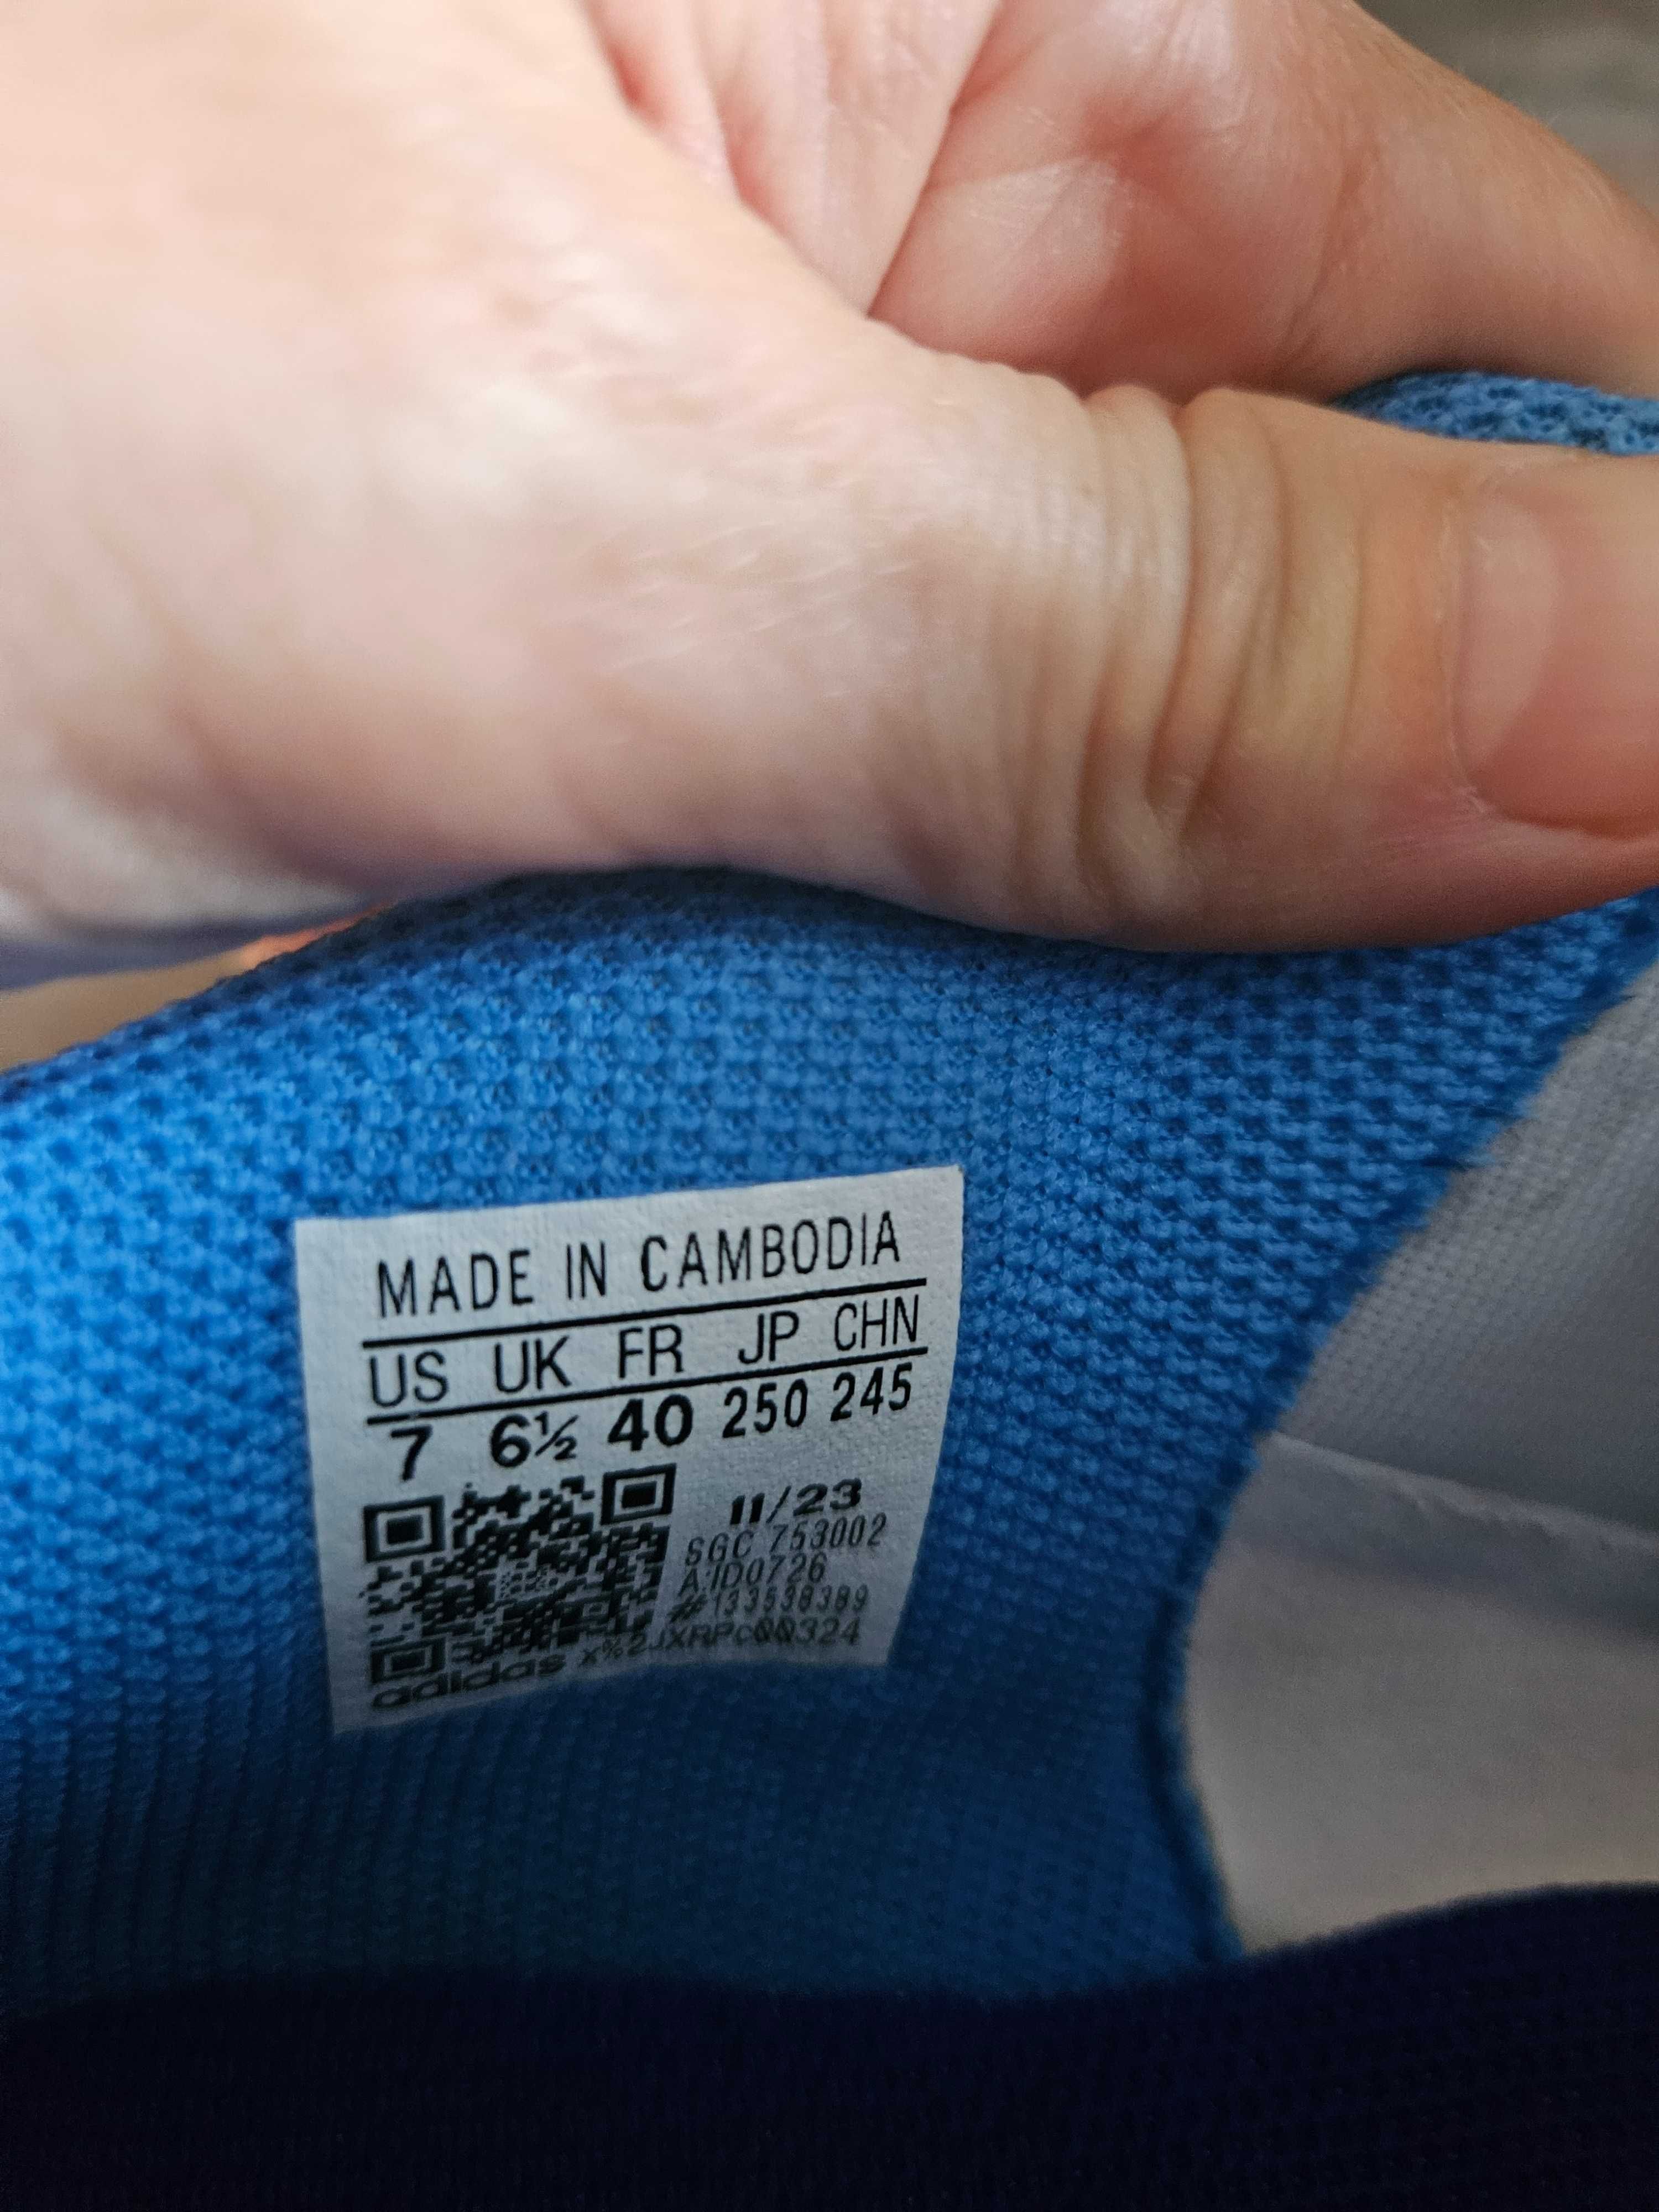 MADE IN CAMBODIA
US UK FR JP CHN
7 6½ 40 250 245
11/23
SGC 753002
A:ID0726
#133538389
adidas x%2JXRPc00324